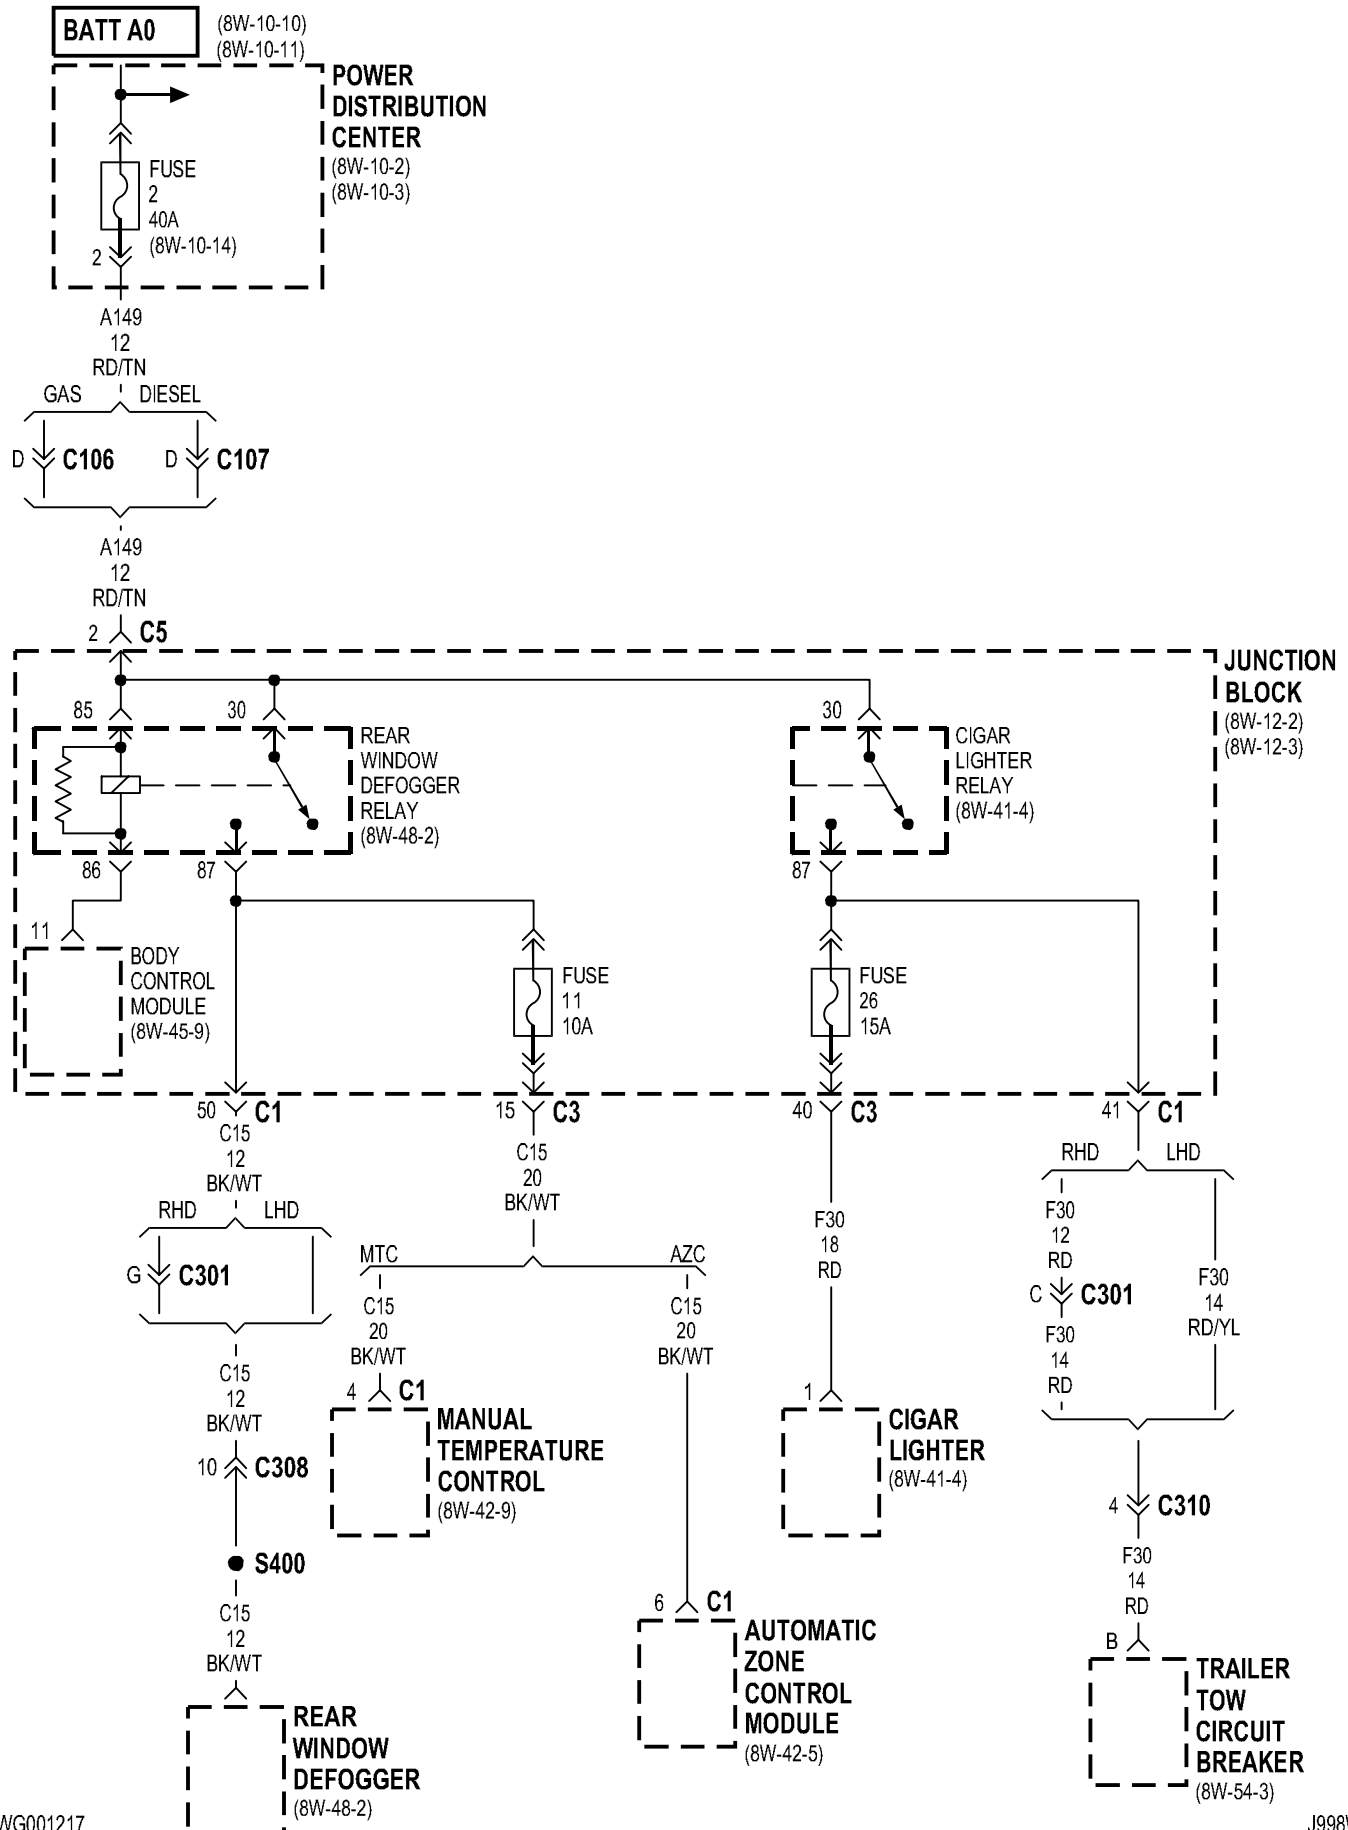 BATT A0
(8W-10-10)
(8W-10-11)
POWER
DISTRIBUTION
CENTER
(8W-10-2)
(8W-10-3)
FUSE
2
40A
(8W-10-14)
2
A149
12
RD/TN
GAS
DIESEL
D
C106
D
C107
A149
12
RD/TN
2
C5
JUNCTION
BLOCK
(8W-12-2)
(8W-12-3)
85
30
REAR
WINDOW
DEFOGGER
RELAY
(8W-48-2)
30
CIGAR
LIGHTER
RELAY
(8W-41-4)
86
87
87
11
BODY
CONTROL
MODULE
(8W-45-9)
FUSE
11
10A
FUSE
26
15A
50
C1
15
C3
40
C3
41
C1
C15
12
BK/WT
RHD
LHD
G
C301
C15
12
BK/WT
10
C308
S400
C15
12
BK/WT
REAR
WINDOW
DEFOGGER
(8W-48-2)
C15
20
BK/WT
MTC
AZC
C15
20
BK/WT
4
C1
MANUAL
TEMPERATURE
CONTROL
(8W-42-9)
C15
20
BK/WT
6
C1
AUTOMATIC
ZONE
CONTROL
MODULE
(8W-42-5)
F30
18
RD
1
CIGAR
LIGHTER
(8W-41-4)
RHD
LHD
F30
12
RD
C
C301
F30
14
RD
F30
14
RD/YL
4
C310
F30
14
RD
B
TRAILER
TOW
CIRCUIT
BREAKER
(8W-54-3)
WG001217